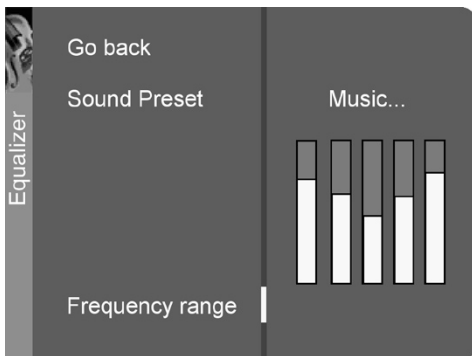 Equalizer
Go back
Sound Preset
Music...
Frequency range